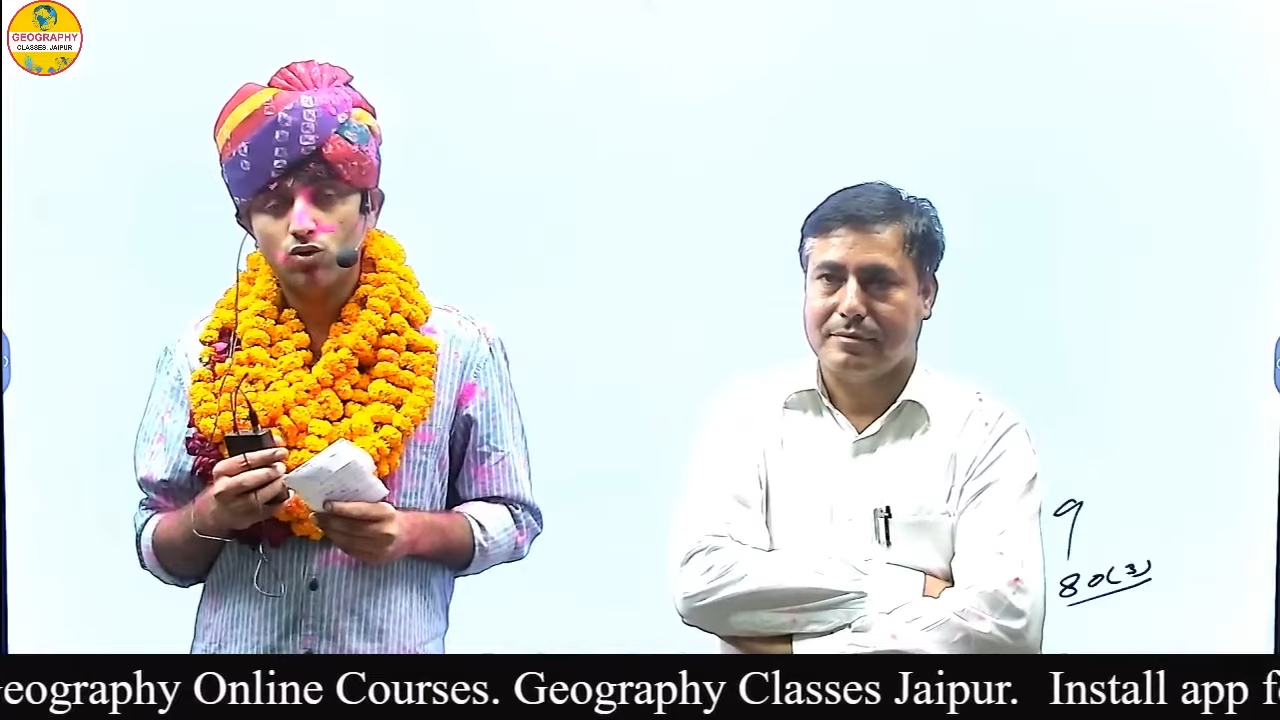 GEOGRAPHY
CLASSES, JAIPUR
9
80(3)
eography Online Courses. Geography Classes Jaipur. Install app f